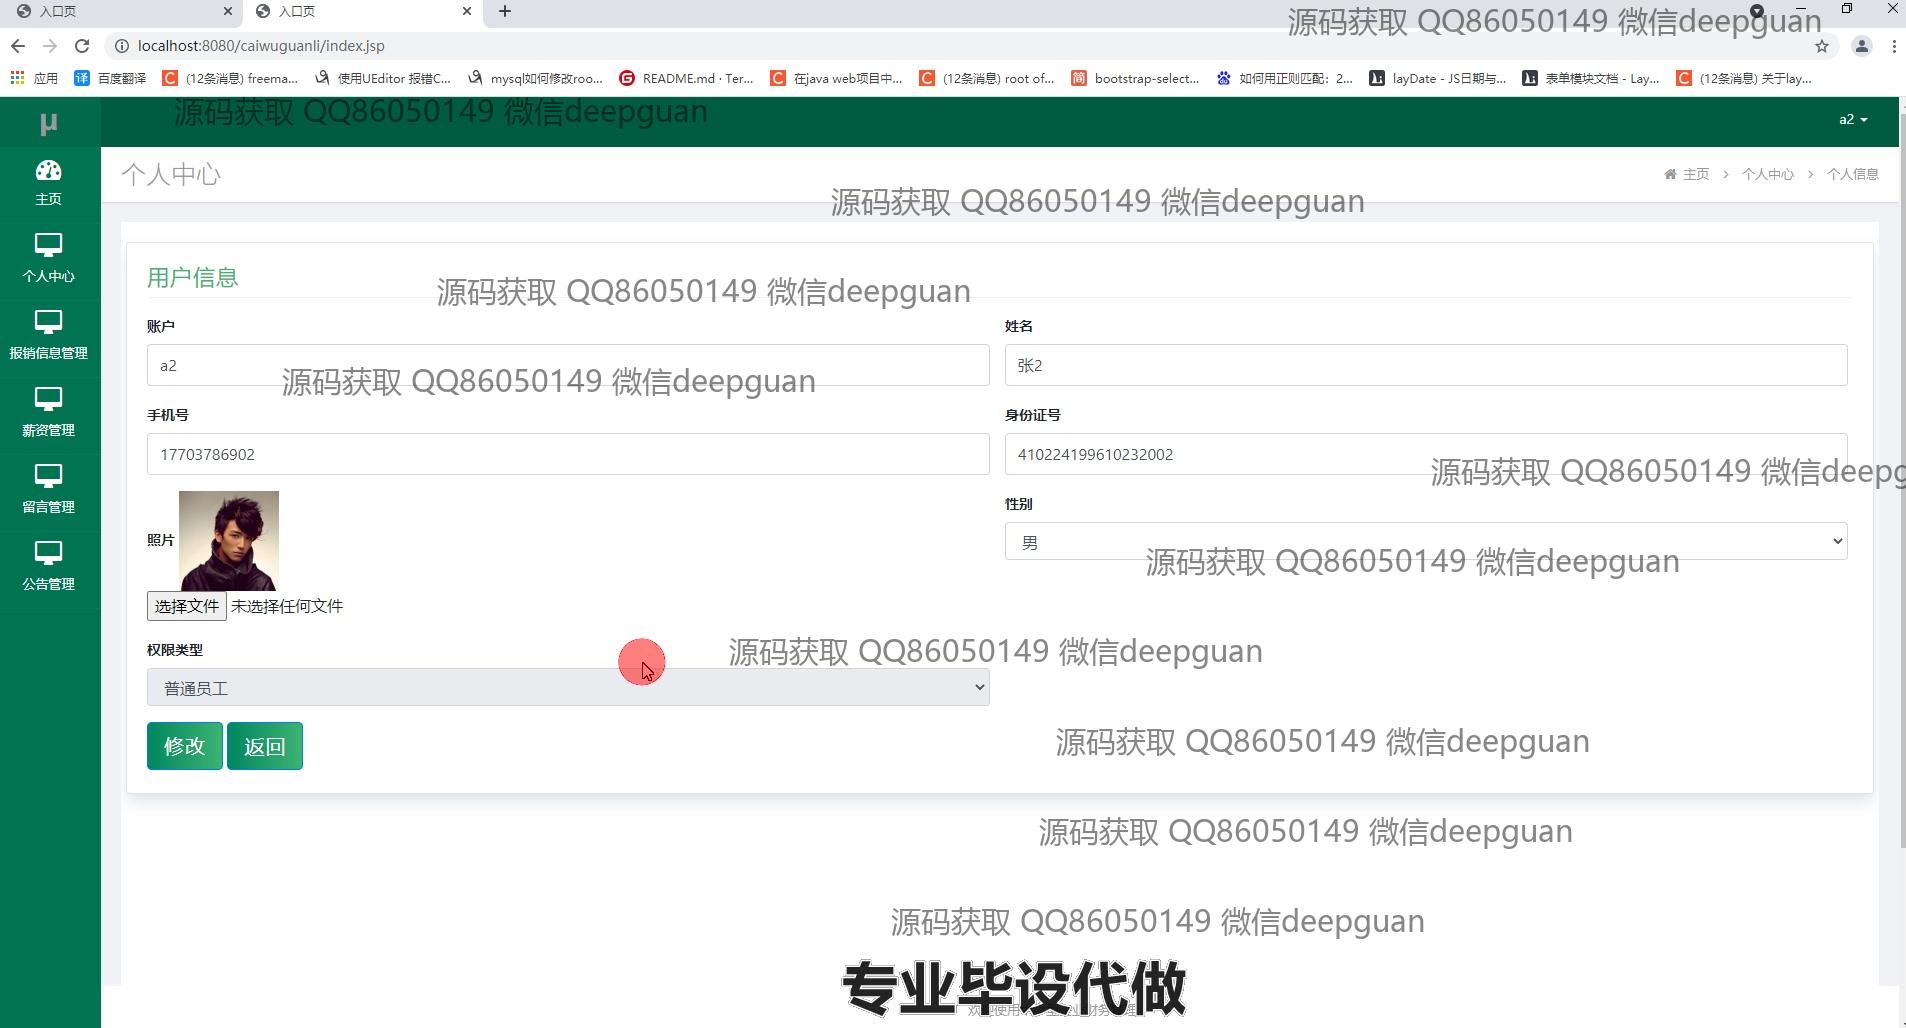 入口页
入口页
源码获取 QQ86050149 微信deepguan
localhost:8080/caiwuguanli/index.jsp
应用
百度翻译
(12条消息) freema...
使用UEditor 报错C...
mysql如何修改roo...
README.md · Ter...
在java web项目中...
(12条消息) root of...
bootstrap-select...
如何用正则匹配：2...
layDate - JS日期与...
表单模块文档 - Lay...
(12条消息) 关于lay...
源码获取 QQ86050149 微信deepguan
μ
a2
主页
个人中心
主页 > 个人中心 > 个人信息
源码获取 QQ86050149 微信deepguan
个人中心
用户信息
源码获取 QQ86050149 微信deepguan
账户
姓名
报销信息管理
a2
张2
源码获取 QQ86050149 微信deepguan
手机号
身份证号
薪资管理
17703786902
410224199610232002
源码获取 QQ86050149 微信deepg
留言管理
照片
性别
男
源码获取 QQ86050149 微信deepguan
公告管理
选择文件 未选择任何文件
权限类型
源码获取 QQ86050149 微信deepguan
普通员工
修改
返回
源码获取 QQ86050149 微信deepguan
源码获取 QQ86050149 微信deepguan
源码获取 QQ86050149 微信deepguan
专业毕设代做